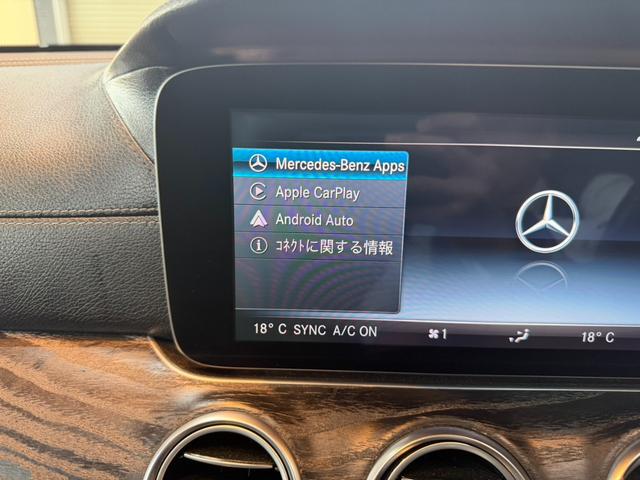 Mercedes-Benz Apps
Apple CarPlay
Android Auto
ｺﾈｸﾄに関する情報
18° C SYNC A/C ON 1 18° C